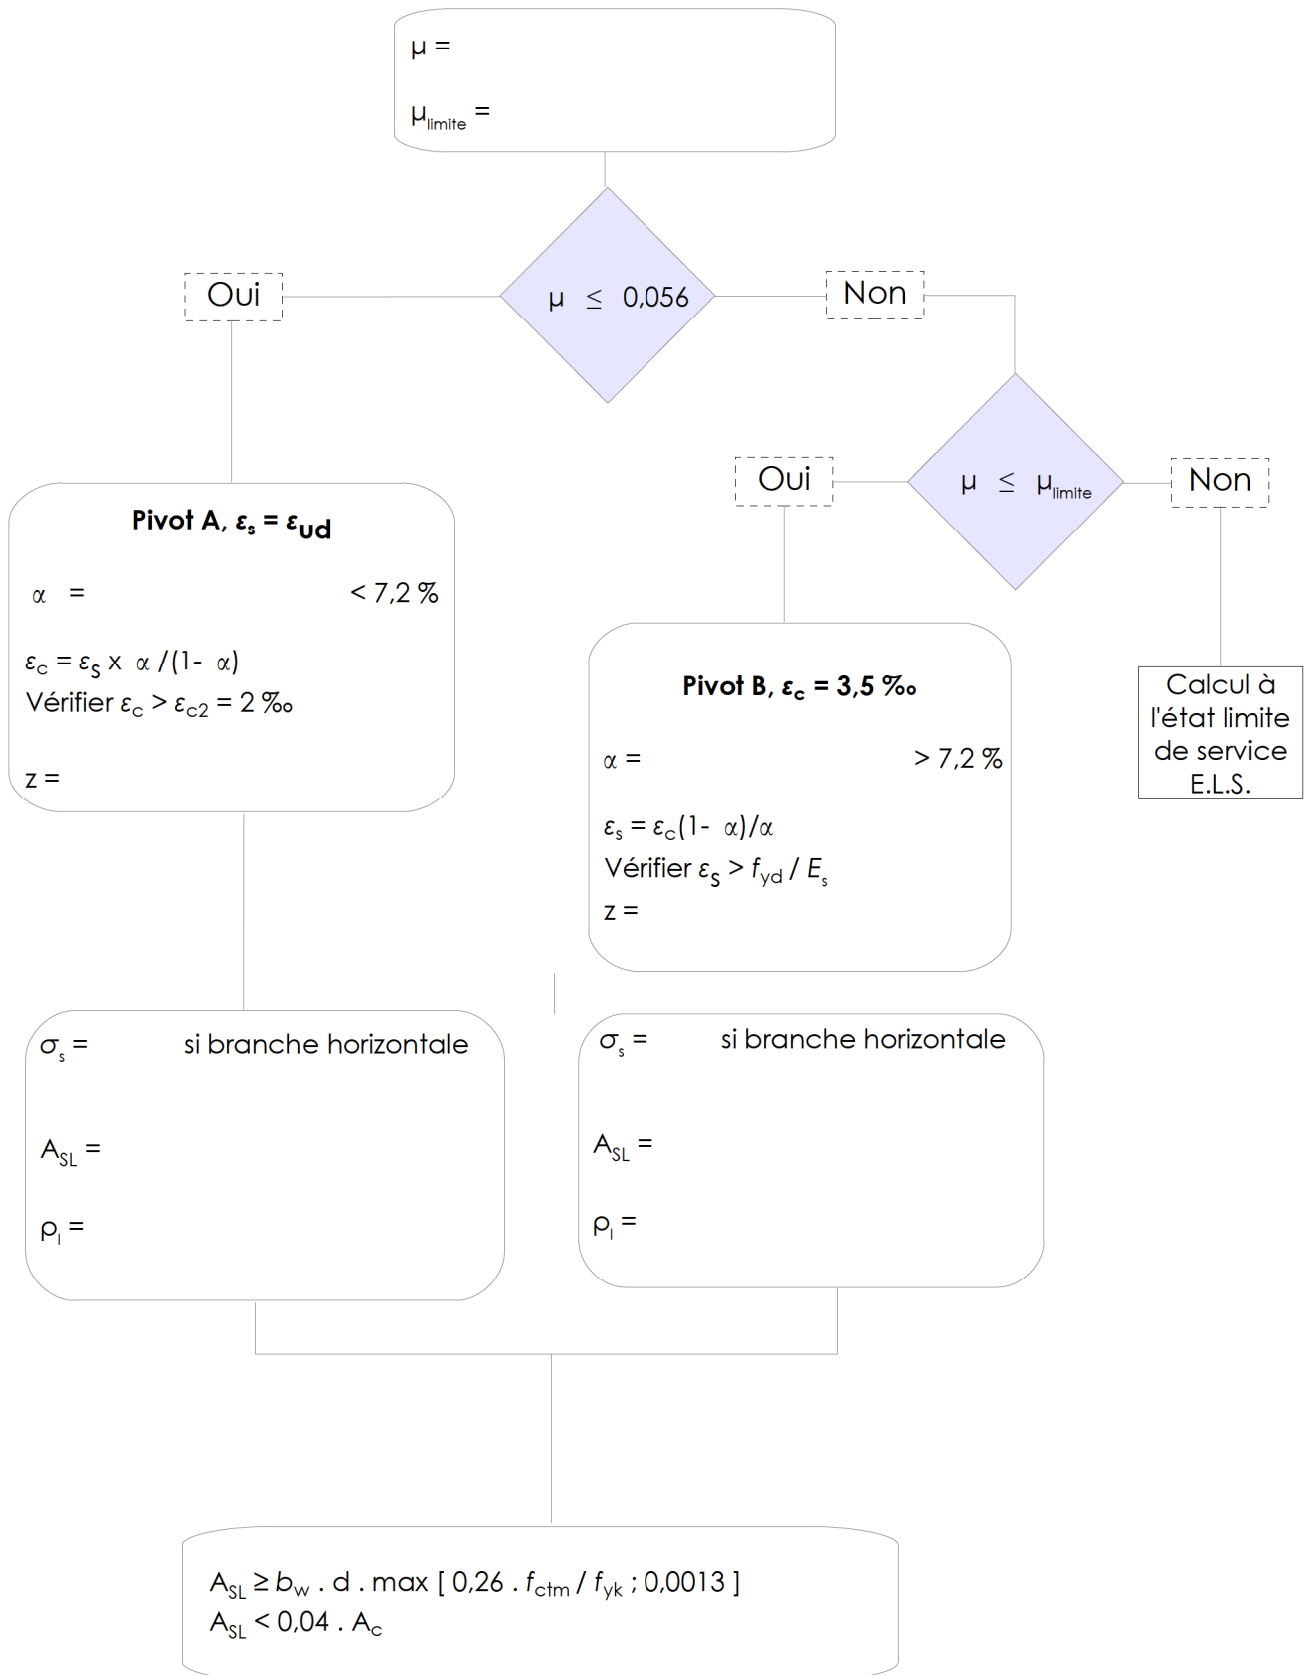 μ =
μlimite =
Oui
μ ≤ 0,056
Non
Oui
μ ≤ μlimite
Non
Pivot A, εs = εud
α = < 7,2 %
εc = εS x α /(1- α)
Vérifier εc > εc2 = 2 ‰
z =
Pivot B, εc = 3,5 ‰
α = > 7,2 %
εs = εc(1- α)/α
Vérifier εS > fyd / Es
z =
Calcul à
l'état limite
de service
E.L.S.
σs = si branche horizontale
ASL =
ρl =
σs = si branche horizontale
ASL =
ρl =
ASL ≥ bw . d . max [ 0,26 . fctm / fyk ; 0,0013 ]
ASL < 0,04 . Ac